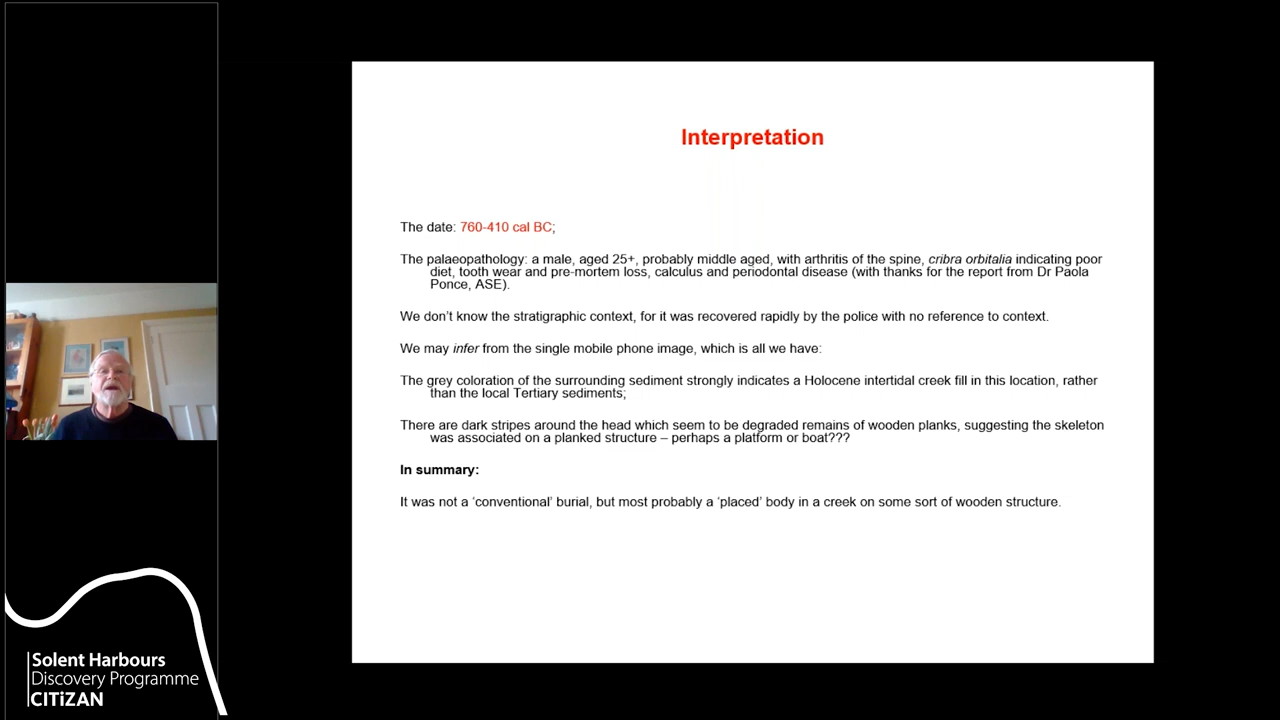 Interpretation
The date: 760-410 cal BC;
The palaeopathology: a male, aged 25+, probably middle aged, with arthritis of the spine, cribra orbitalia indicating poor
diet, tooth wear and pre-mortem loss, calculus and periodontal disease (with thanks for the report from Dr Paola
Ponce, ASE).
We don't know the stratigraphic context, for it was recovered rapidly by the police with no reference to context.
We may infer from the single mobile phone image, which is all we have:
The grey coloration of the surrounding sediment strongly indicates a Holocene intertidal creek fill in this location, rather
than the local Tertiary sediments;
There are dark stripes around the head which seem to be degraded remains of wooden planks, suggesting the skeleton
was associated on a planked structure – perhaps a platform or boat???
In summary:
It was not a 'conventional' burial, but most probably a 'placed' body in a creek on some sort of wooden structure.
Solent Harbours
Discovery Programme
CITiZAN